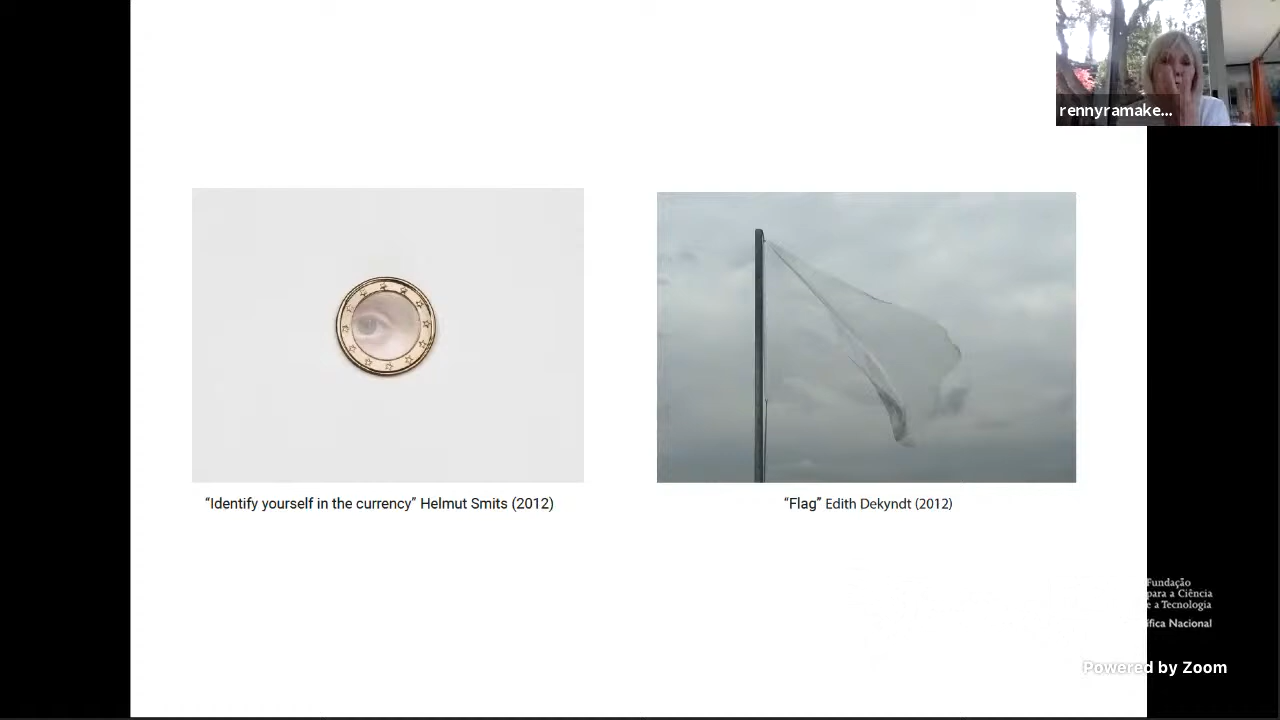 rennyramake...
“Identify yourself in the currency” Helmut Smits (2012)
“Flag” Edith Dekyndt (2012)
Fundação
para a Ciência
e a Tecnologia
ífica Nacional
Powered by Zoom